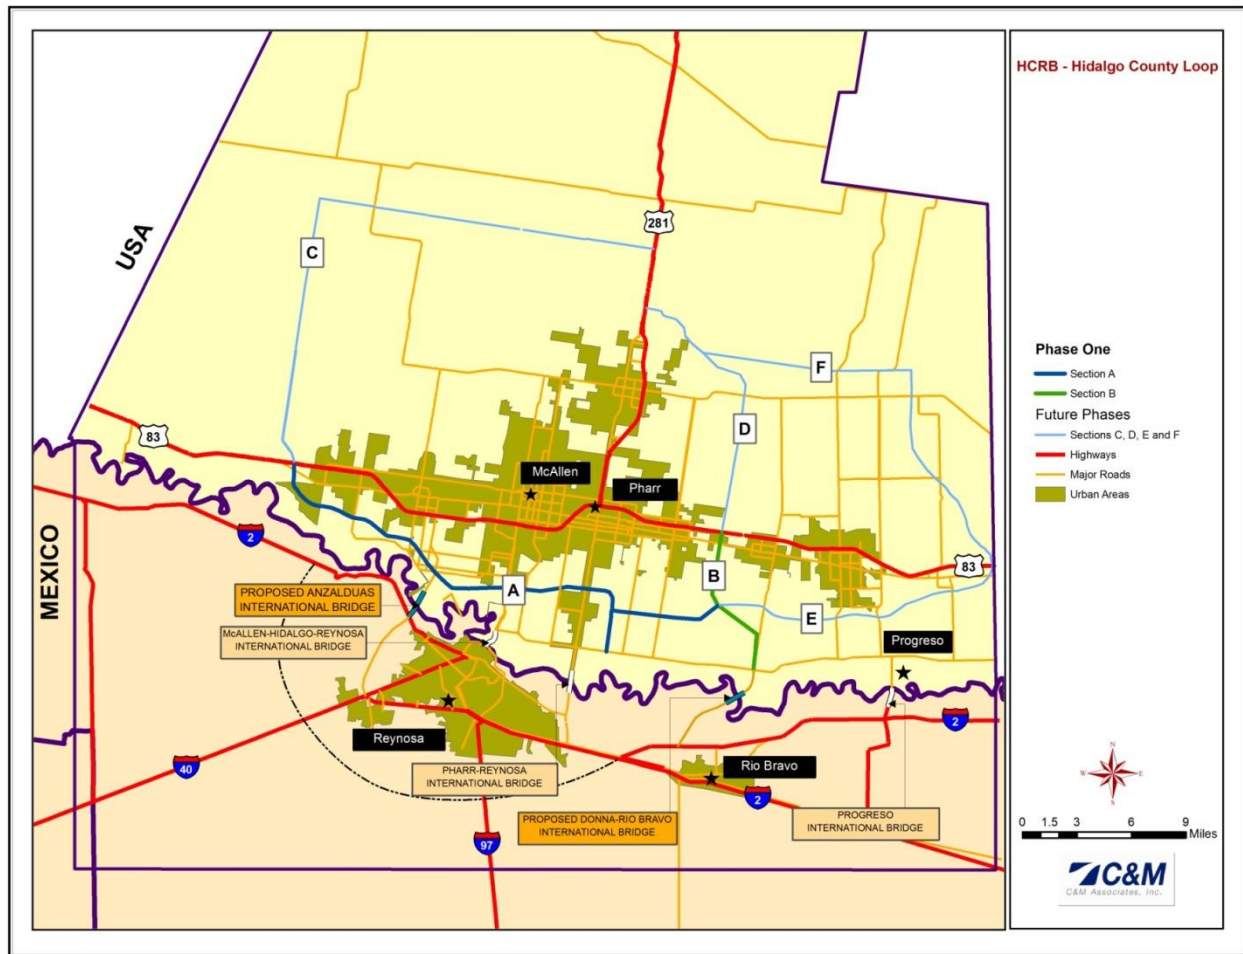 HCRB - Hidalgo County Loop
USA
281
C
F
D
83
McAllen
Pharr
2
MEXICO
83
B
A
E
PROPOSED ANZALDUAS
INTERNATIONAL BRIDGE
McALLEN-HIDALGO-REYNOSA
INTERNATIONAL BRIDGE
Progreso
Reynosa
2
40
PHARR-REYNOSA
INTERNATIONAL BRIDGE
Rio Bravo
2
PROPOSED DONNA-RIO BRAVO
INTERNATIONAL BRIDGE
PROGRESO
INTERNATIONAL BRIDGE
97
Phase One
Section A
Section B
Future Phases
Sections C, D, E and F
Highways
Major Roads
Urban Areas
N
W E
S
0 1.5 3 6 9
Miles
C&M
C&M Associates, Inc.